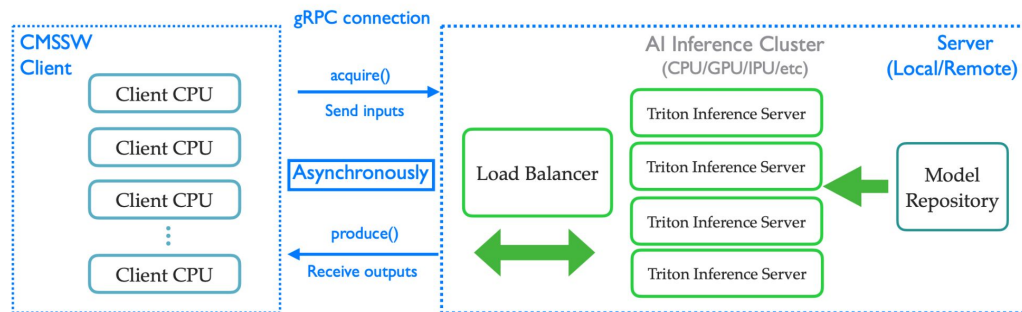 gRPC connection
CMSSW
Client
Client CPU
Client CPU
Client CPU
Client CPU
acquire()
Send inputs
Asynchronously
produce()
Receive outputs
AI Inference Cluster
(CPU/GPU/IPU/etc)
Server
(Local/Remote)
Load Balancer
Triton Inference Server
Triton Inference Server
Triton Inference Server
Triton Inference Server
Model
Repository